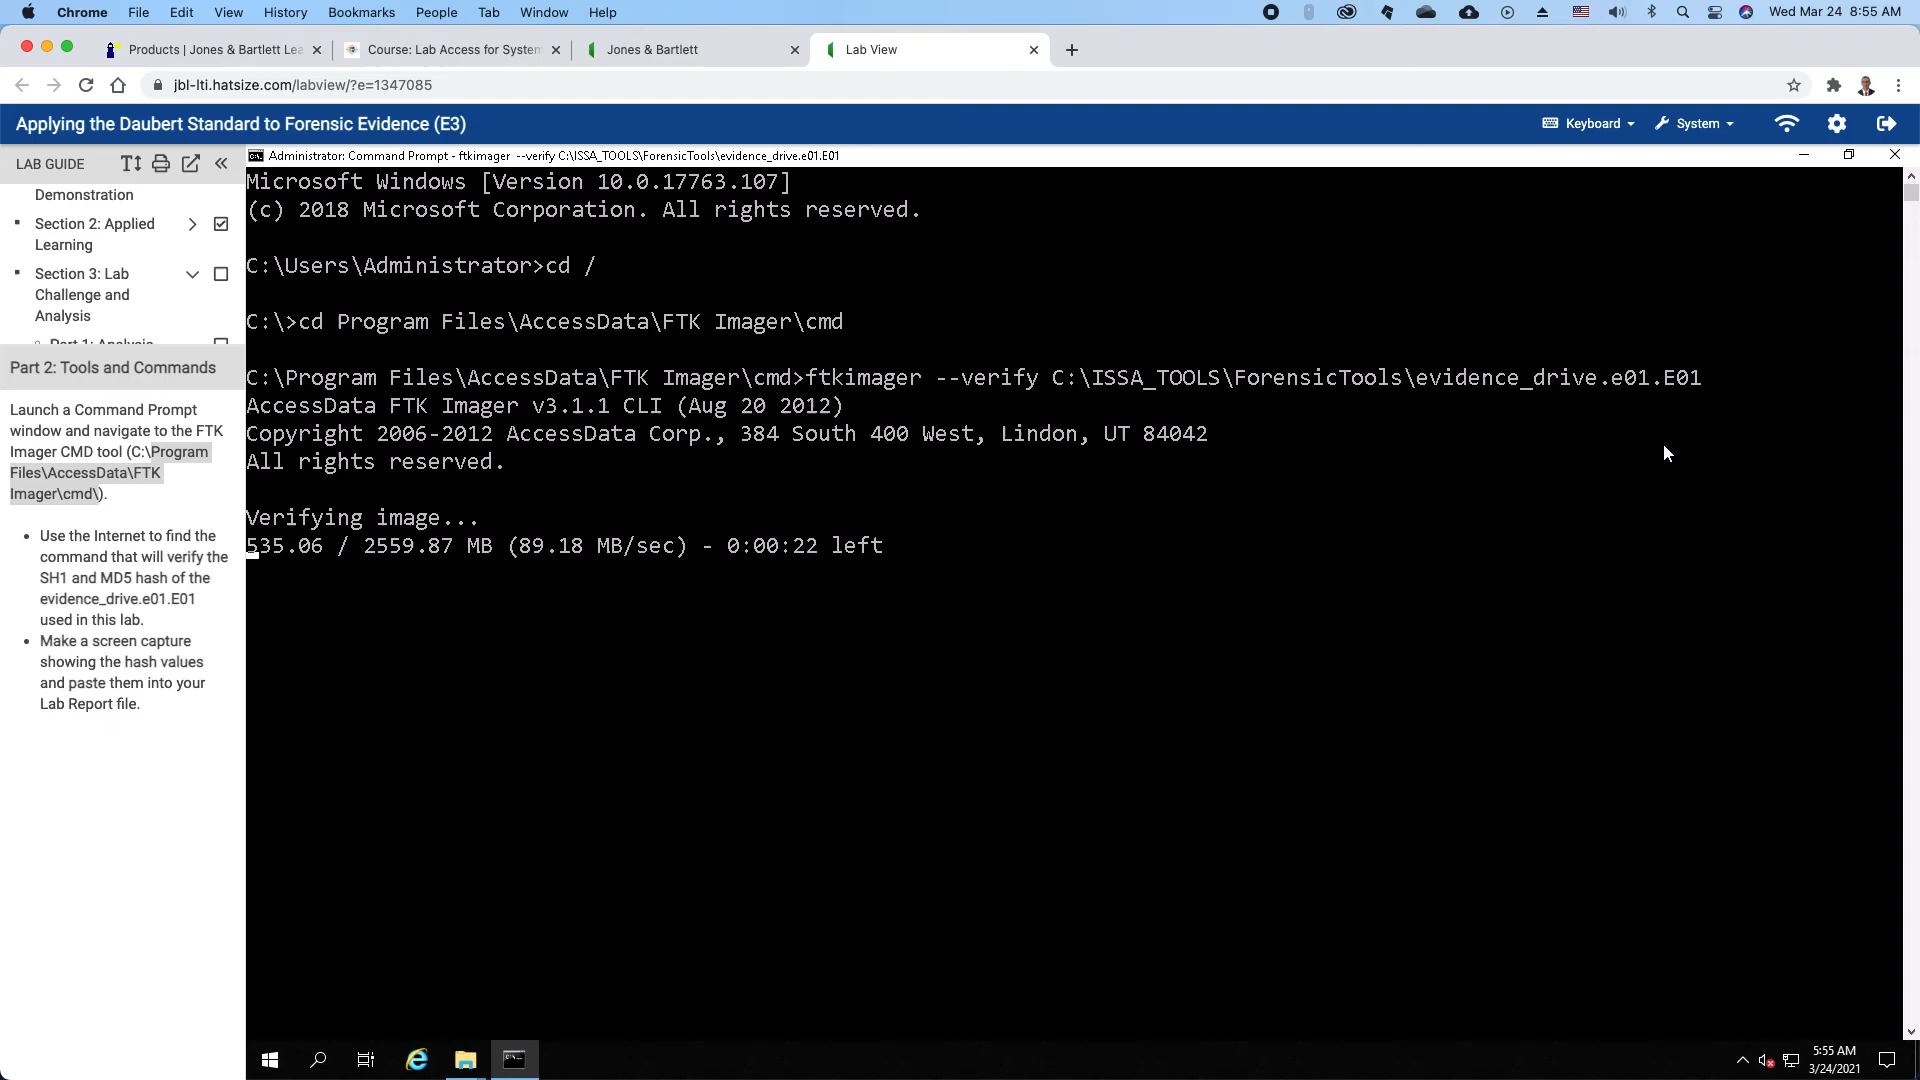 Chrome File Edit View History Bookmarks People Tab Window Help Wed Mar 24 8:55 AM
Products | Jones & Bartlett Lea
Course: Lab Access for System
Jones & Bartlett
Lab View
jbl-lti.hatsize.com/labview/?e=1347085
Applying the Daubert Standard to Forensic Evidence (E3)
Keyboard
System
LAB GUIDE
Demonstration
Section 2: Applied
Learning
Section 3: Lab
Challenge and
Analysis
Part 1: Analysis
Part 2: Tools and Commands
Launch a Command Prompt
window and navigate to the FTK
Imager CMD tool (C:\Program
Files\AccessData\FTK
Imager\cmd\).
• Use the Internet to find the
command that will verify the
SH1 and MD5 hash of the
evidence_drive.e01.E01
used in this lab.
• Make a screen capture
showing the hash values
and paste them into your
Lab Report file.
Administrator: Command Prompt - ftkimager --verify C:\ISSA_TOOLS\ForensicTools\evidence_drive.e01.E01
Microsoft Windows [Version 10.0.17763.107]
(c) 2018 Microsoft Corporation. All rights reserved.
C:\Users\Administrator>cd /
C:\>cd Program Files\AccessData\FTK Imager\cmd
C:\Program Files\AccessData\FTK Imager\cmd>ftkimager --verify C:\ISSA_TOOLS\ForensicTools\evidence_drive.e01.E01
AccessData FTK Imager v3.1.1 CLI (Aug 20 2012)
Copyright 2006-2012 AccessData Corp., 384 South 400 West, Lindon, UT 84042
All rights reserved.
Verifying image...
535.06 / 2559.87 MB (89.18 MB/sec) - 0:00:22 left
5:55 AM
3/24/2021